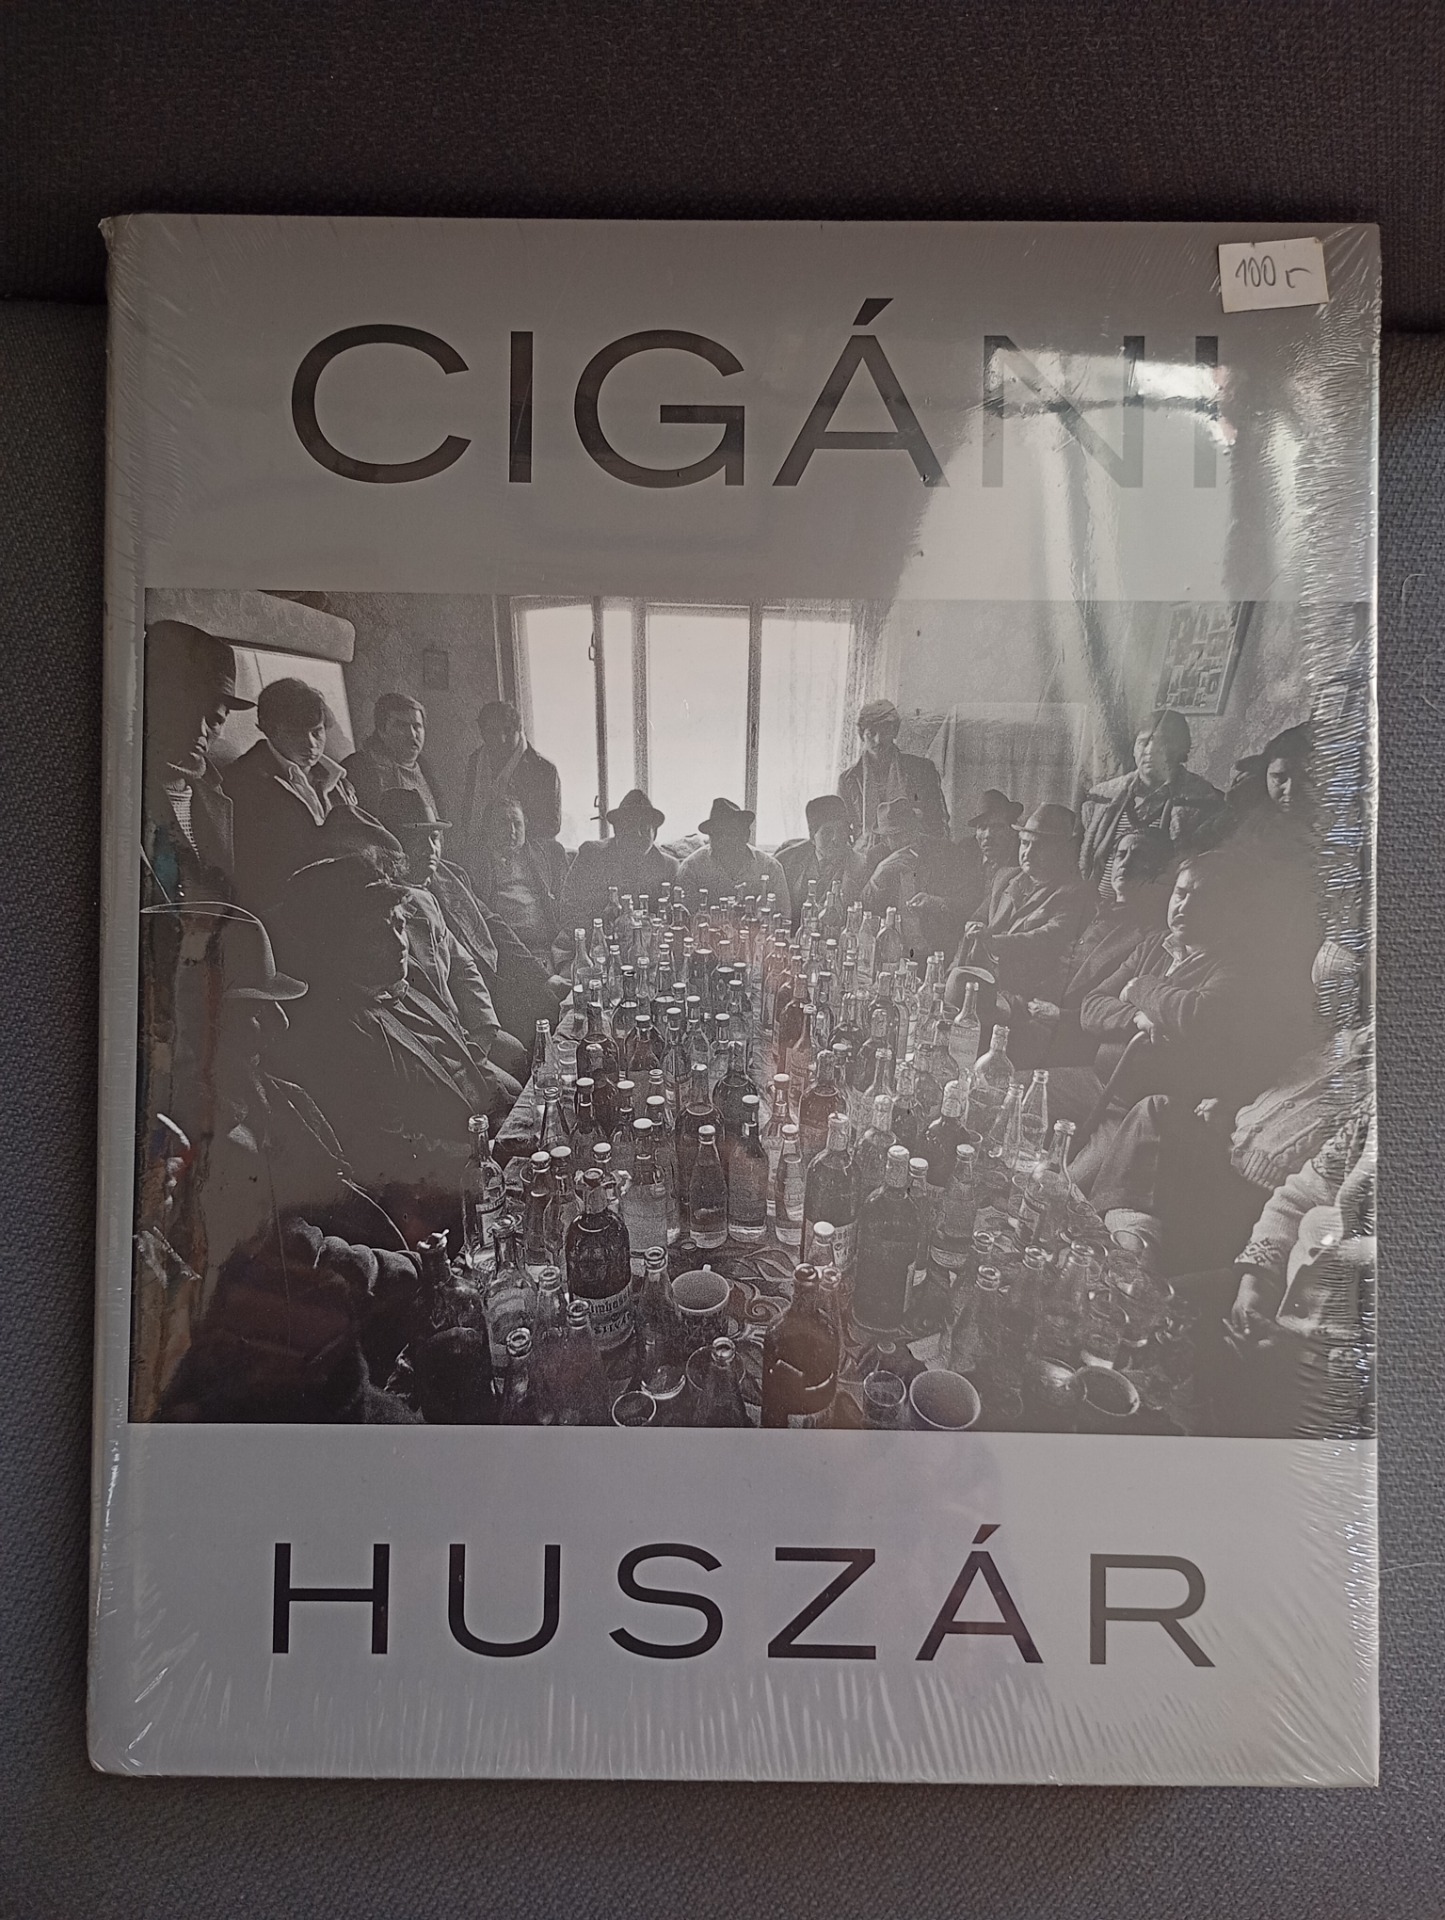 100,-
CIGÁNI
HUSZÁR